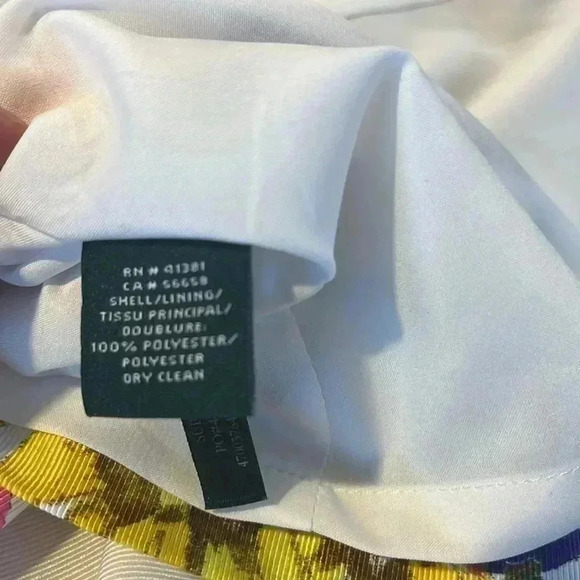 RN # 41381
CA # 56658
SHELL/LINING/
TISSU PRINCIPAL/
DOUBLURE:
100% POLYESTER/
POLYESTER
DRY CLEAN